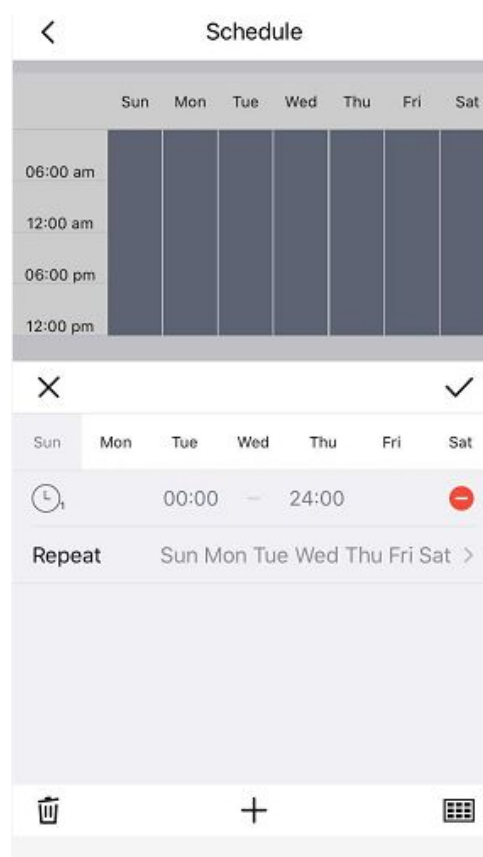 Schedule
Sun Mon Tue Wed Thu Fri Sat
06:00 am
12:00 am
06:00 pm
12:00 pm
Sun Mon Tue Wed Thu Fri Sat
1 00:00 – 24:00
Repeat Sun Mon Tue Wed Thu Fri Sat >